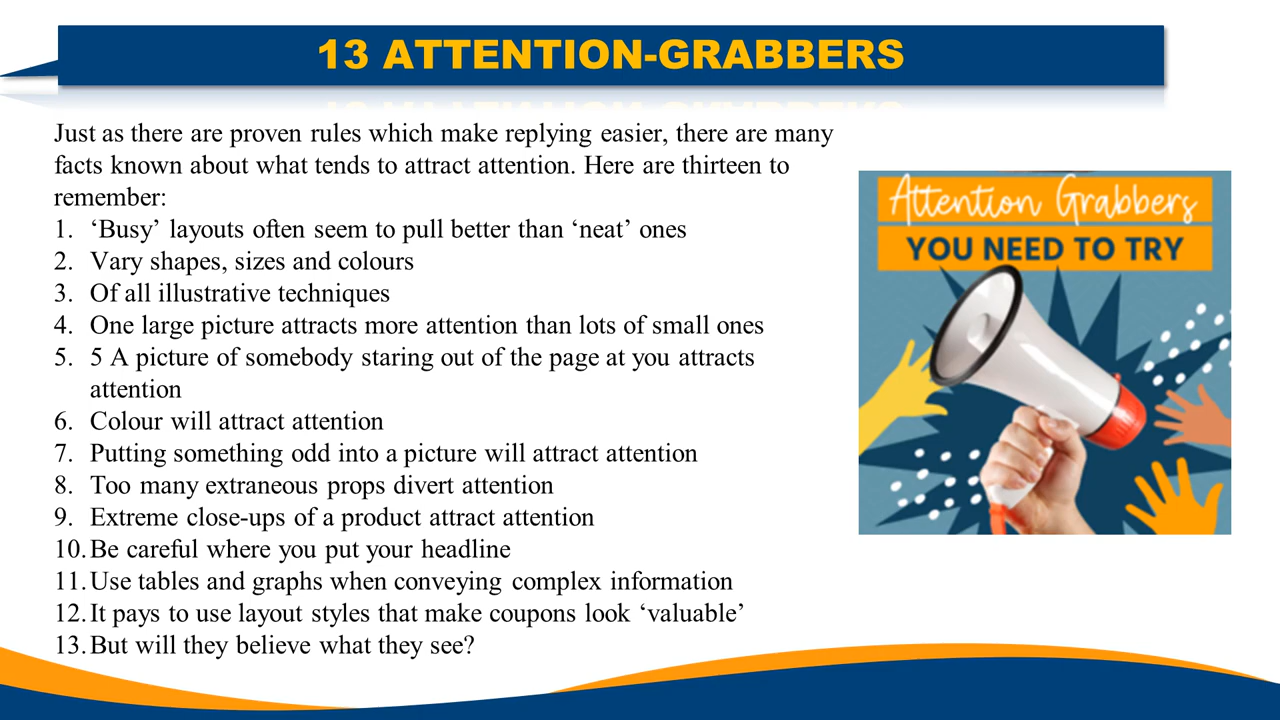 13 ATTENTION-GRABBERS
Just as there are proven rules which make replying easier, there are many
facts known about what tends to attract attention. Here are thirteen to
remember:
1. ‘Busy’ layouts often seem to pull better than ‘neat’ ones
2. Vary shapes, sizes and colours
3. Of all illustrative techniques
4. One large picture attracts more attention than lots of small ones
5. 5 A picture of somebody staring out of the page at you attracts
attention
6. Colour will attract attention
7. Putting something odd into a picture will attract attention
8. Too many extraneous props divert attention
9. Extreme close-ups of a product attract attention
10. Be careful where you put your headline
11. Use tables and graphs when conveying complex information
12. It pays to use layout styles that make coupons look ‘valuable’
13. But will they believe what they see?
Attention Grabbers
YOU NEED TO TRY